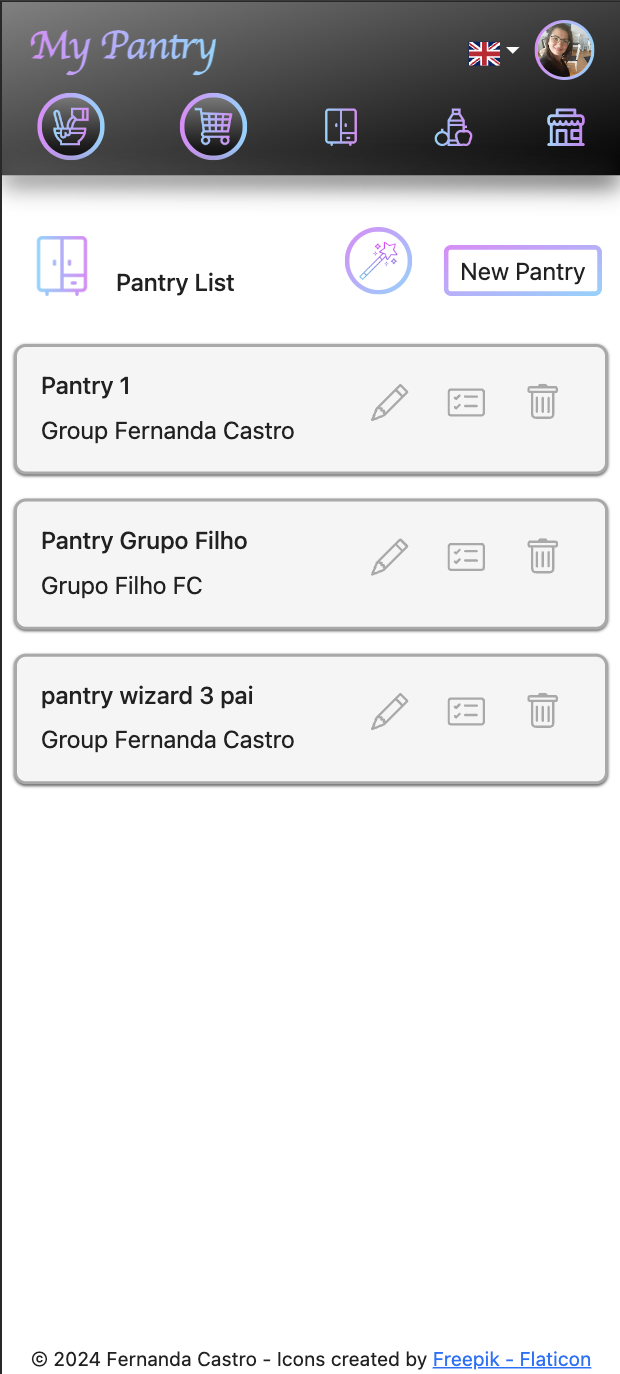 My Pantry
Pantry List
New Pantry
Pantry 1
Group Fernanda Castro
Pantry Grupo Filho
Grupo Filho FC
pantry wizard 3 pai
Group Fernanda Castro
© 2024 Fernanda Castro - Icons created by Freepik - Flaticon